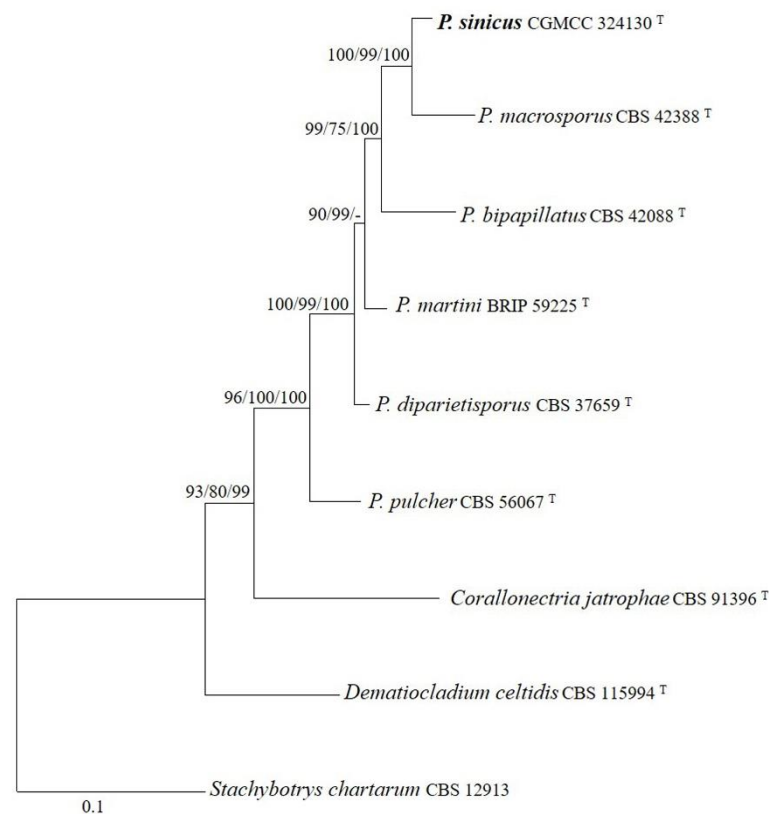 P. sinicus CGMCC 324130 T
100/99/100
P. macrosporus CBS 42388 T
99/75/100
P. bipapillatus CBS 42088 T
90/99/-
P. martini BRIP 59225 T
100/99/100
P. diparietisporus CBS 37659 T
96/100/100
P. pulcher CBS 56067 T
93/80/99
Corallonectria jatrophae CBS 91396 T
Dematiocladium celtidis CBS 115994 T
Stachybotrys chartarum CBS 12913
0.1